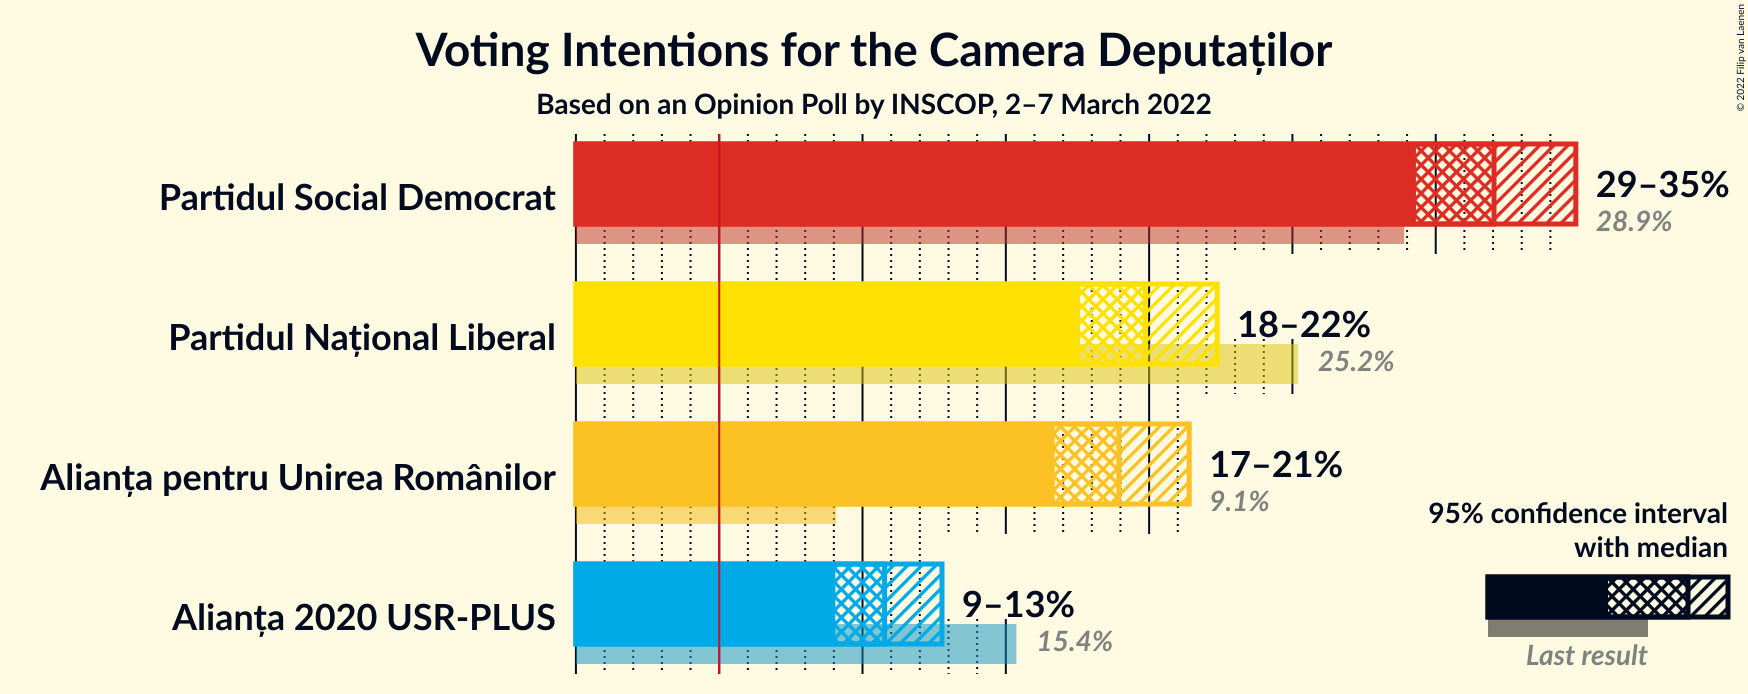 Voting Intentions for the Camera Deputaților
Based on an Opinion Poll by INSCOP, 2–7 March 2022
© 2022 Filip van Laenen
Partidul Social Democrat
29–35%
28.9%
Partidul Național Liberal
18–22%
25.2%
Alianța pentru Unirea Românilor
17–21%
9.1%
Alianța 2020 USR-PLUS
9–13%
15.4%
95% confidence interval
with median
Last result